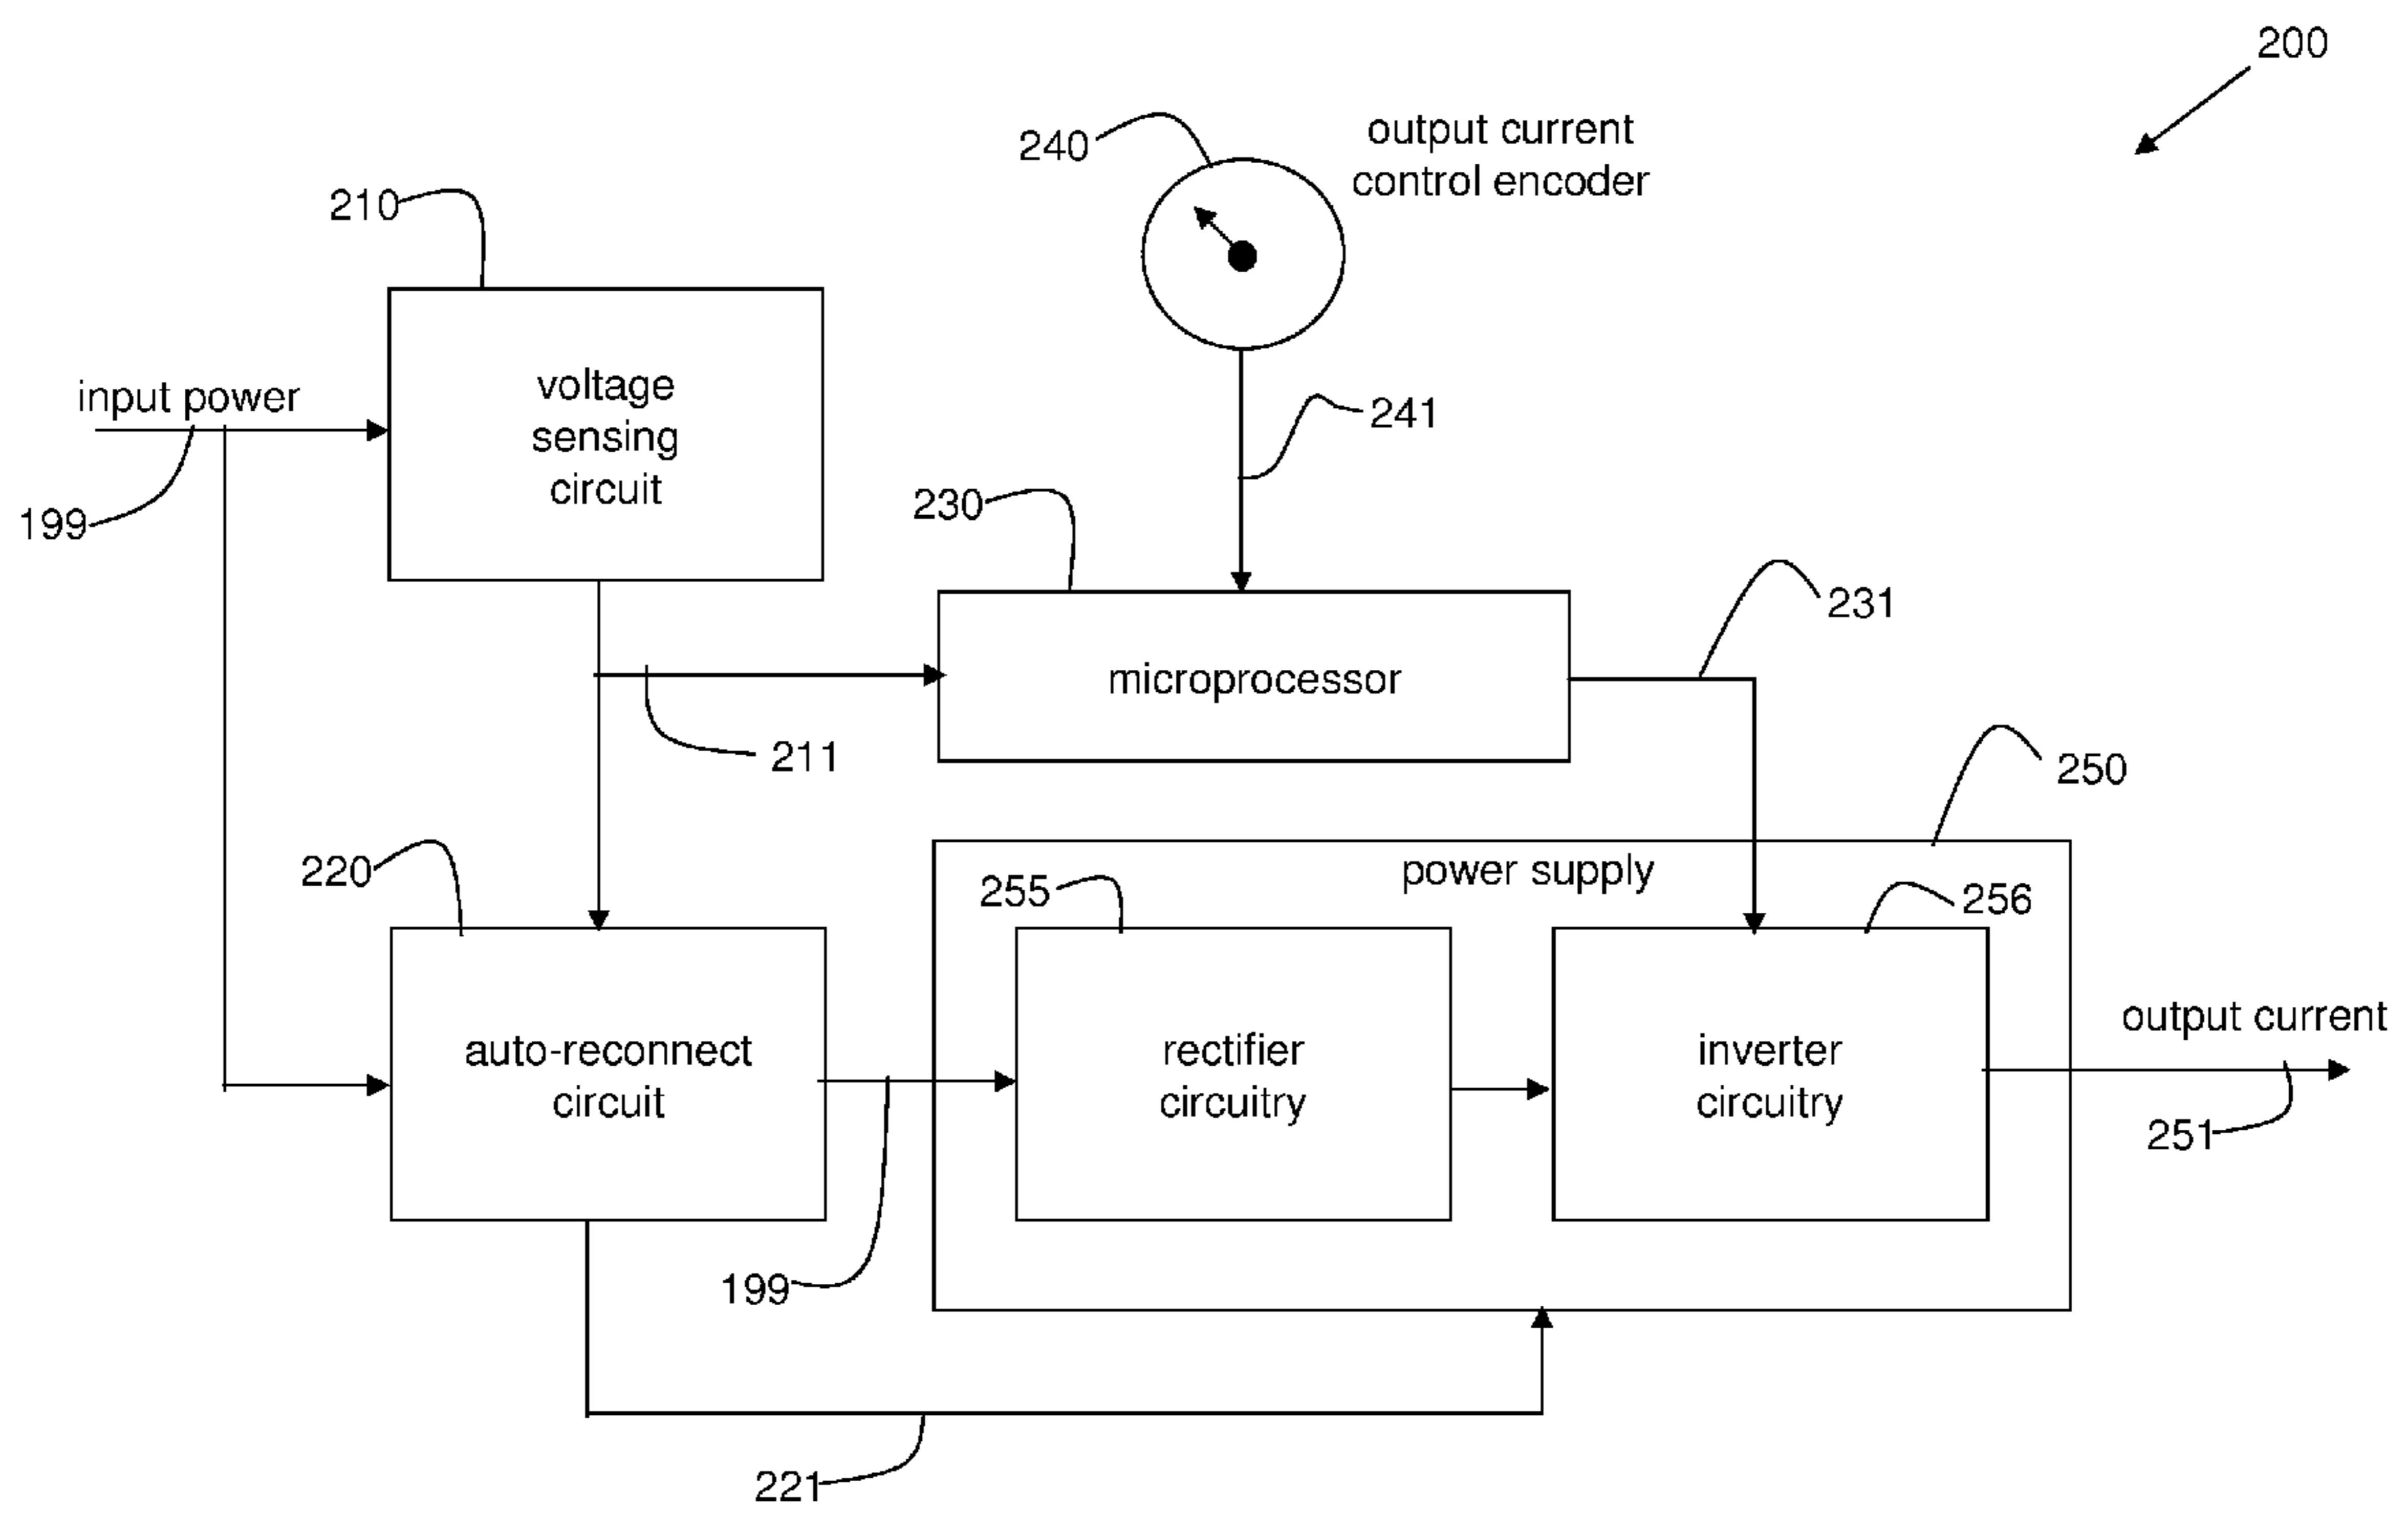 200
output current
control encoder
240
210
input power
voltage
sensing
circuit
241
199
230
231
microprocessor
211
250
220
power supply
255
256
auto-reconnect
circuit
rectifier
circuitry
inverter
circuitry
output current
251
199
221